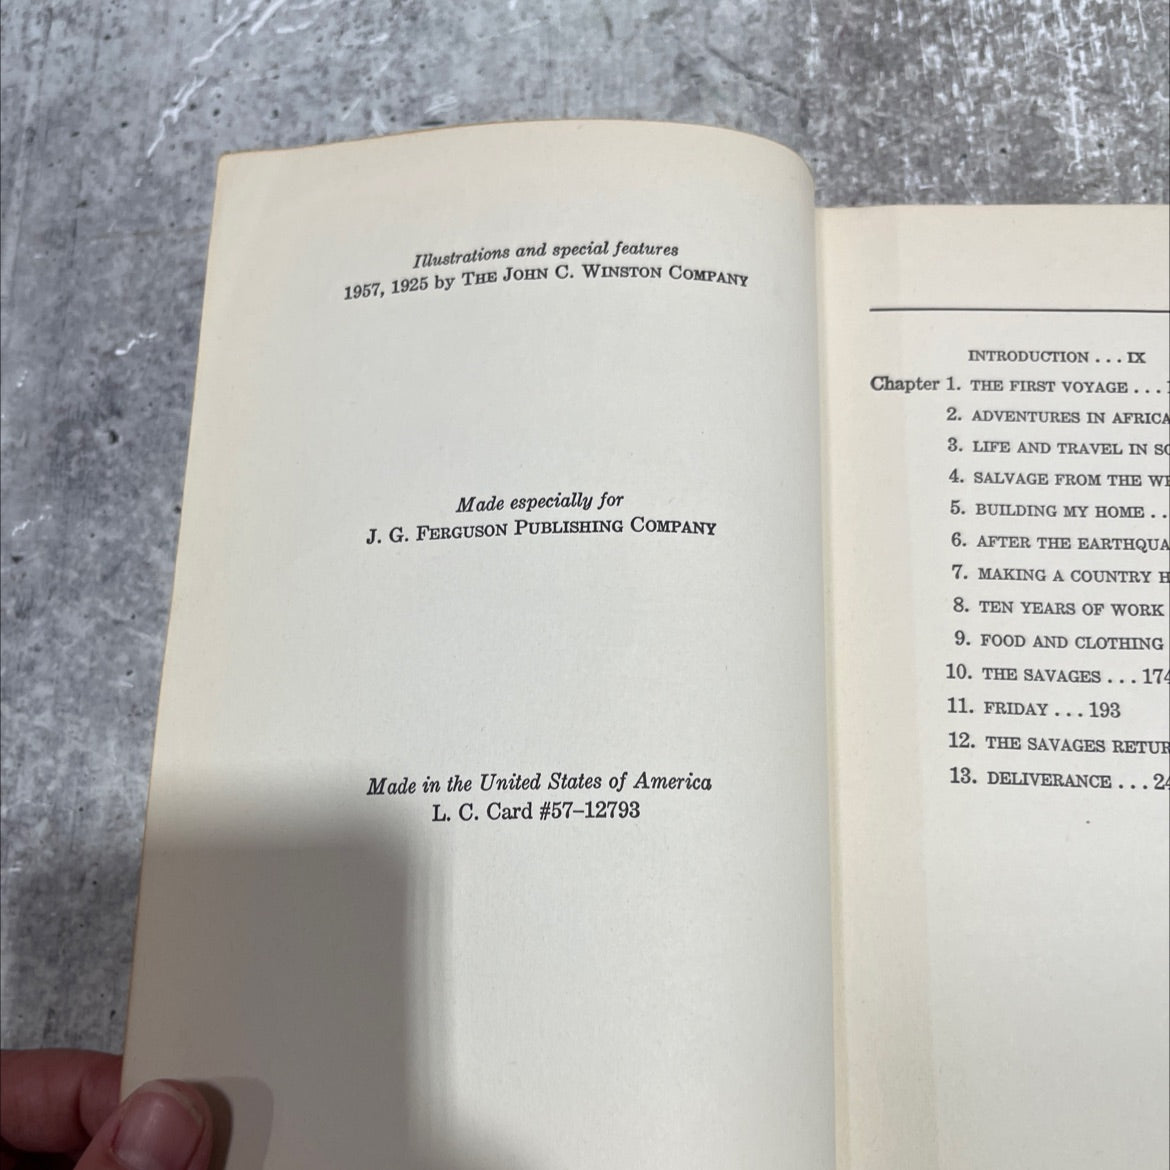 Illustrations and special features
1957, 1925 by THE JOHN C. WINSTON COMPANY
Made especially for
J. G. FERGUSON PUBLISHING COMPANY
Made in the United States of America
L. C. Card #57–12793
INTRODUCTION . . . IX
Chapter 1. THE FIRST VOYAGE . . .
2. ADVENTURES IN AFRICA
3. LIFE AND TRAVEL IN
4. SALVAGE FROM THE
5. BUILDING MY HOME . .
6. AFTER THE
7. MAKING A COUNTRY
8. TEN YEARS OF WORK
9. FOOD AND CLOTHING
10. THE SAVAGES . . . 174
11. FRIDAY . . . 193
12. THE SAVAGES
13. DELIVERANCE . . .